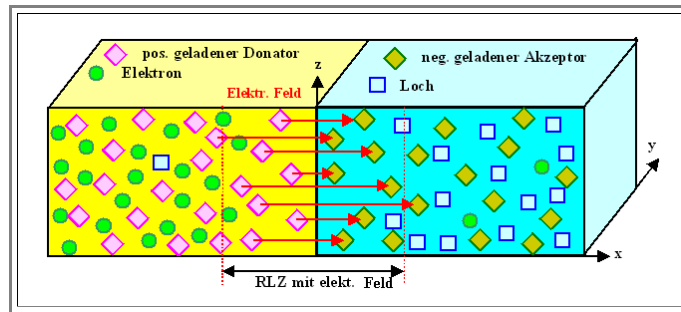 pos. geladener Donator
Elektron
Elektr. Feld
z
neg. geladener Akzeptor
Loch
y
x
RLZ mit elekt. Feld